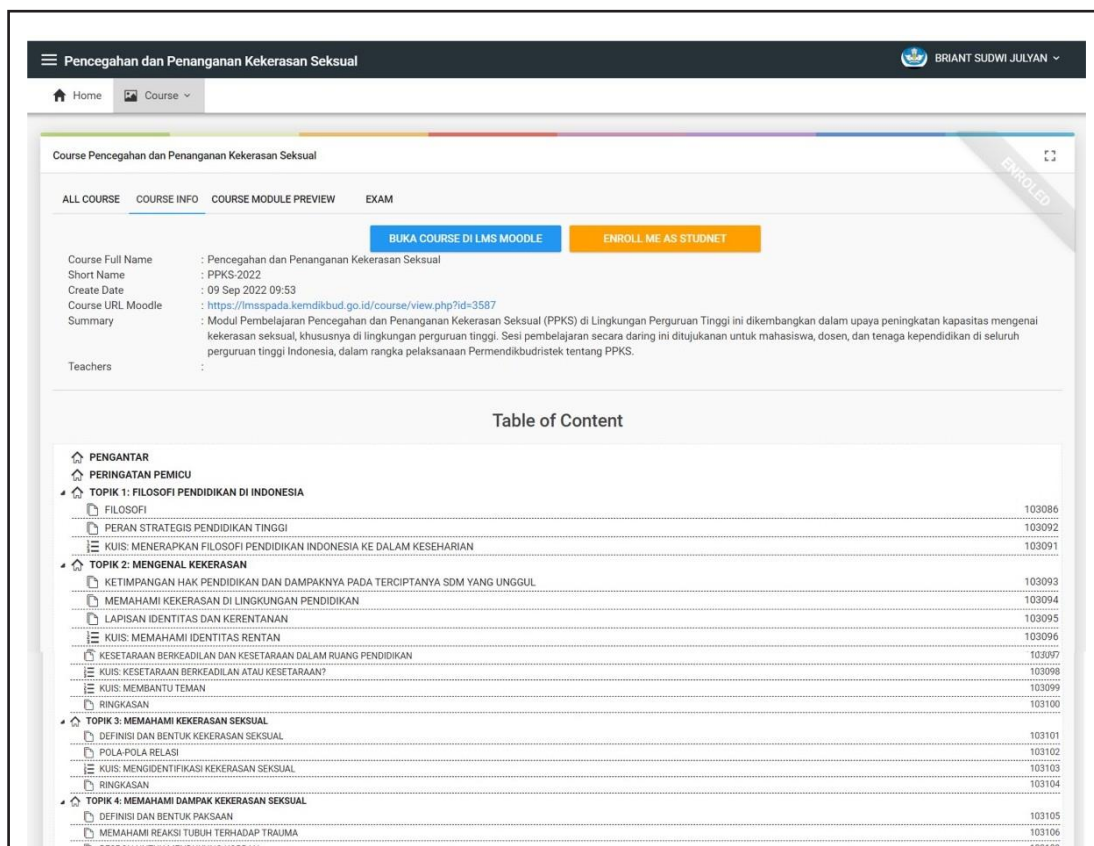 Pencegahan dan Penanganan Kekerasan Seksual
BRIANT SUDWI JULYAN
Home
Course
Course Pencegahan dan Penanganan Kekerasan Seksual
ENROLED
ALL COURSE COURSE INFO COURSE MODULE PREVIEW EXAM
BUKA COURSE DI LMS MOODLE ENROLL ME AS STUDNET
Course Full Name : Pencegahan dan Penanganan Kekerasan Seksual
Short Name : PPKS-2022
Create Date : 09 Sep 2022 09:53
Course URL Moodle : https://lmsspada.kemdikbud.go.id/course/view.php?id=3587
Summary : Modul Pembelajaran Pencegahan dan Penanganan Kekerasan Seksual (PPKS) di Lingkungan Perguruan Tinggi ini dikembangkan dalam upaya peningkatan kapasitas mengenai
kekerasan seksual, khususnya di lingkungan perguruan tinggi. Sesi pembelajaran secara daring ini ditujukanan untuk mahasiswa, dosen, dan tenaga kependidikan di seluruh
perguruan tinggi Indonesia, dalam rangka pelaksanaan Permendikbudristek tentang PPKS.
Teachers :
Table of Content
PENGANTAR
PERINGATAN PEMICU
TOPIK 1: FILOSOFI PENDIDIKAN DI INDONESIA
FILOSOFI 103086
PERAN STRATEGIS PENDIDIKAN TINGGI 103092
KUIS: MENERAPKAN FILOSOFI PENDIDIKAN INDONESIA KE DALAM KESEHARIAN 103091
TOPIK 2: MENGENAL KEKERASAN
KETIMPANGAN HAK PENDIDIKAN DAN DAMPAKNYA PADA TERCIPTANYA SDM YANG UNGGUL 103093
MEMAHAMI KEKERASAN DI LINGKUNGAN PENDIDIKAN 103094
LAPISAN IDENTITAS DAN KERENTANAN 103095
KUIS: MEMAHAMI IDENTITAS RENTAN 103096
KESETARAAN BERKEADILAN DAN KESETARAAN DALAM RUANG PENDIDIKAN 103097
KUIS: KESETARAAN BERKEADILAN ATAU KESETARAAN? 103098
KUIS: MEMBANTU TEMAN 103099
RINGKASAN 103100
TOPIK 3: MEMAHAMI KEKERASAN SEKSUAL
DEFINISI DAN BENTUK KEKERASAN SEKSUAL 103101
POLA-POLA RELASI 103102
KUIS: MENGIDENTIFIKASI KEKERASAN SEKSUAL 103103
RINGKASAN 103104
TOPIK 4: MEMAHAMI DAMPAK KEKERASAN SEKSUAL
DEFINISI DAN BENTUK PAKSAAN 103105
MEMAHAMI REAKSI TUBUH TERHADAP TRAUMA 103106